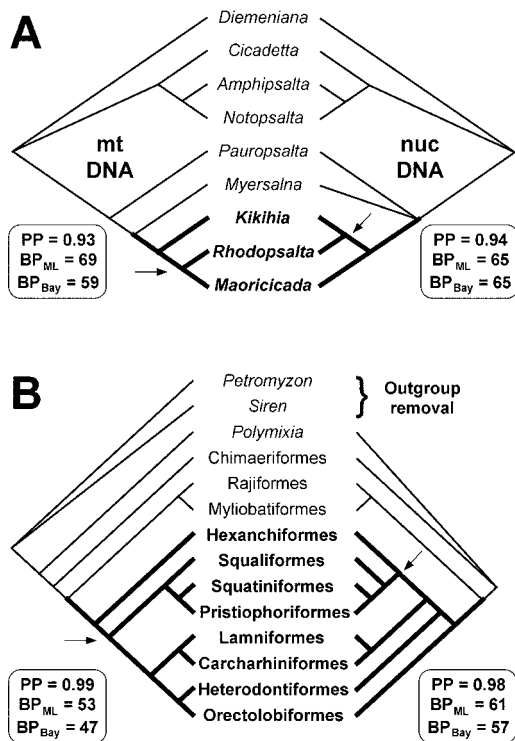 A
Diemeniana
Cicadetta
Amphipsalta
Notopsalta
mt
DNA
nuc
DNA
Pauropsalta
Myersalna
Kikihia
Rhodopsalta
Maoricicada
PP = 0.93
BPML = 69
BPBay = 59
PP = 0.94
BPML = 65
BPBay = 65
B
Petromyzon
Siren
} Outgroup
removal
Polymixia
Chimaeriformes
Rajiformes
Myliobatiformes
Hexanchiformes
Squaliformes
Squatiniformes
Pristiophoriformes
Lamniformes
Carcharhiniformes
Heterodontiformes
Orectolobiformes
PP = 0.99
BPML = 53
BPBay = 47
PP = 0.98
BPML = 61
BPBay = 57